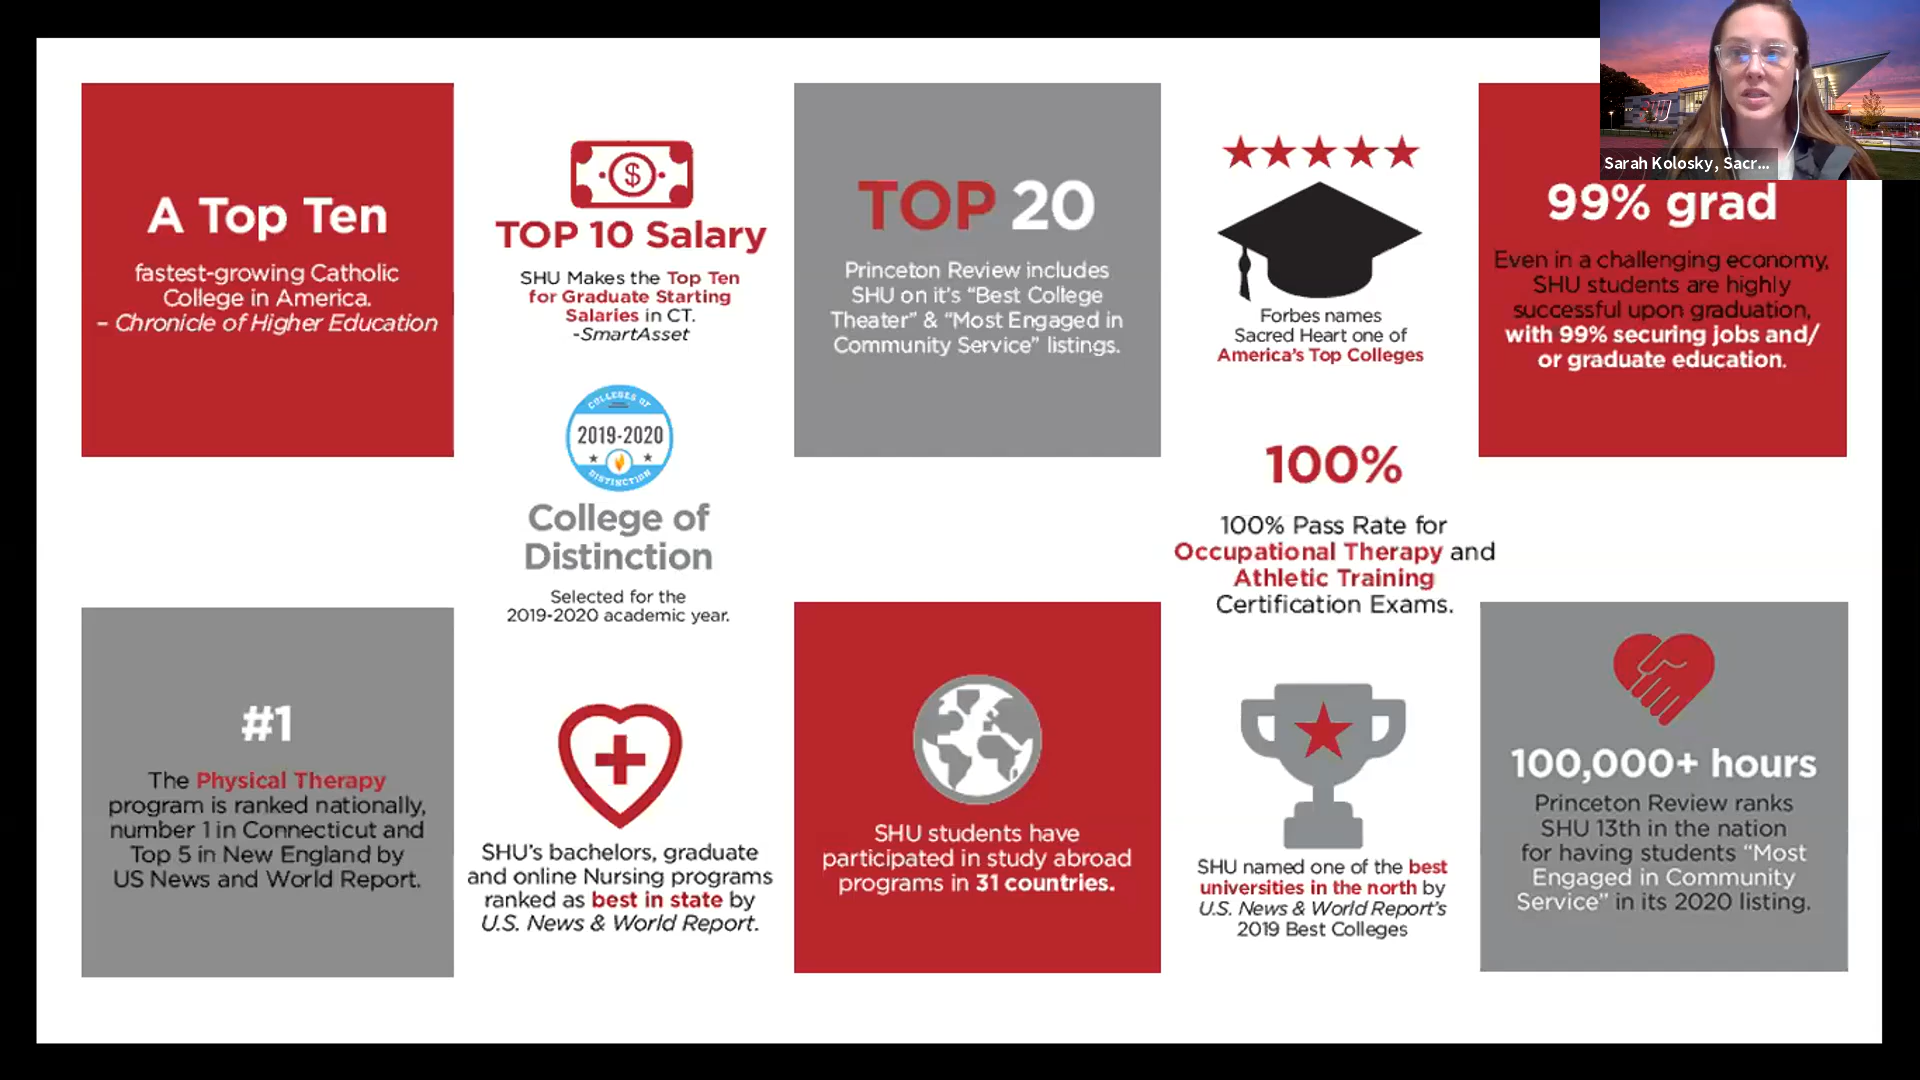 A Top Ten
fastest-growing Catholic
College in America.
– Chronicle of Higher Education
$
TOP 10 Salary
SHU Makes the Top Ten
for Graduate Starting
Salaries in CT.
-SmartAsset
COLLEGES OF
2019-2020
DISTINCTION
College of
Distinction
Selected for the
2019-2020 academic year.
TOP 20
Princeton Review includes
SHU on it’s “Best College
Theater” & “Most Engaged in
Community Service” listings.
Forbes names
Sacred Heart one of
America’s Top Colleges
100%
100% Pass Rate for
Occupational Therapy and
Athletic Training
Certification Exams.
Sarah Kolosky, Sacr...
99% grad
Even in a challenging economy,
SHU students are highly
successful upon graduation,
with 99% securing jobs and/
or graduate education.
#1
The Physical Therapy
program is ranked nationally,
number 1 in Connecticut and
Top 5 in New England by
US News and World Report.
SHU’s bachelors, graduate
and online Nursing programs
ranked as best in state by
U.S. News & World Report.
SHU students have
participated in study abroad
programs in 31 countries.
SHU named one of the best
universities in the north by
U.S. News & World Report’s
2019 Best Colleges
100,000+ hours
Princeton Review ranks
SHU 13th in the nation
for having students “Most
Engaged in Community
Service” in its 2020 listing.